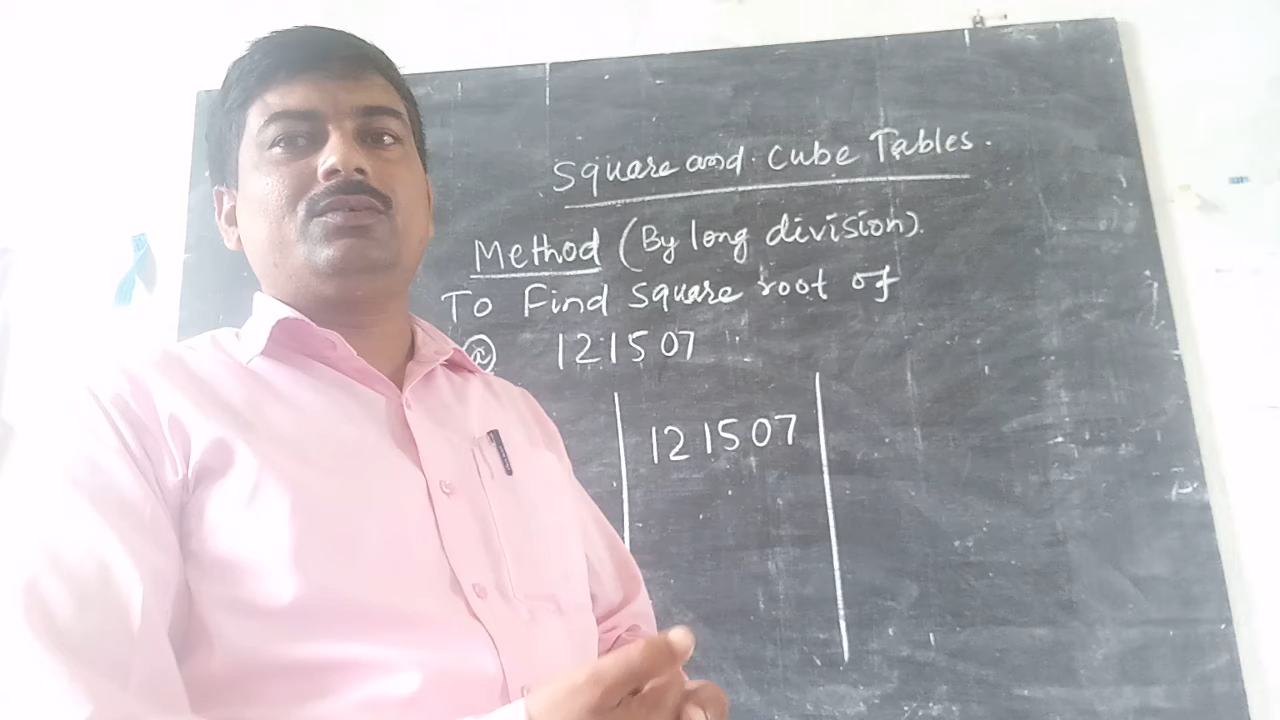 Square and Cube Tables.
Method (By long division).
To Find square root of
(a) 121507
121507